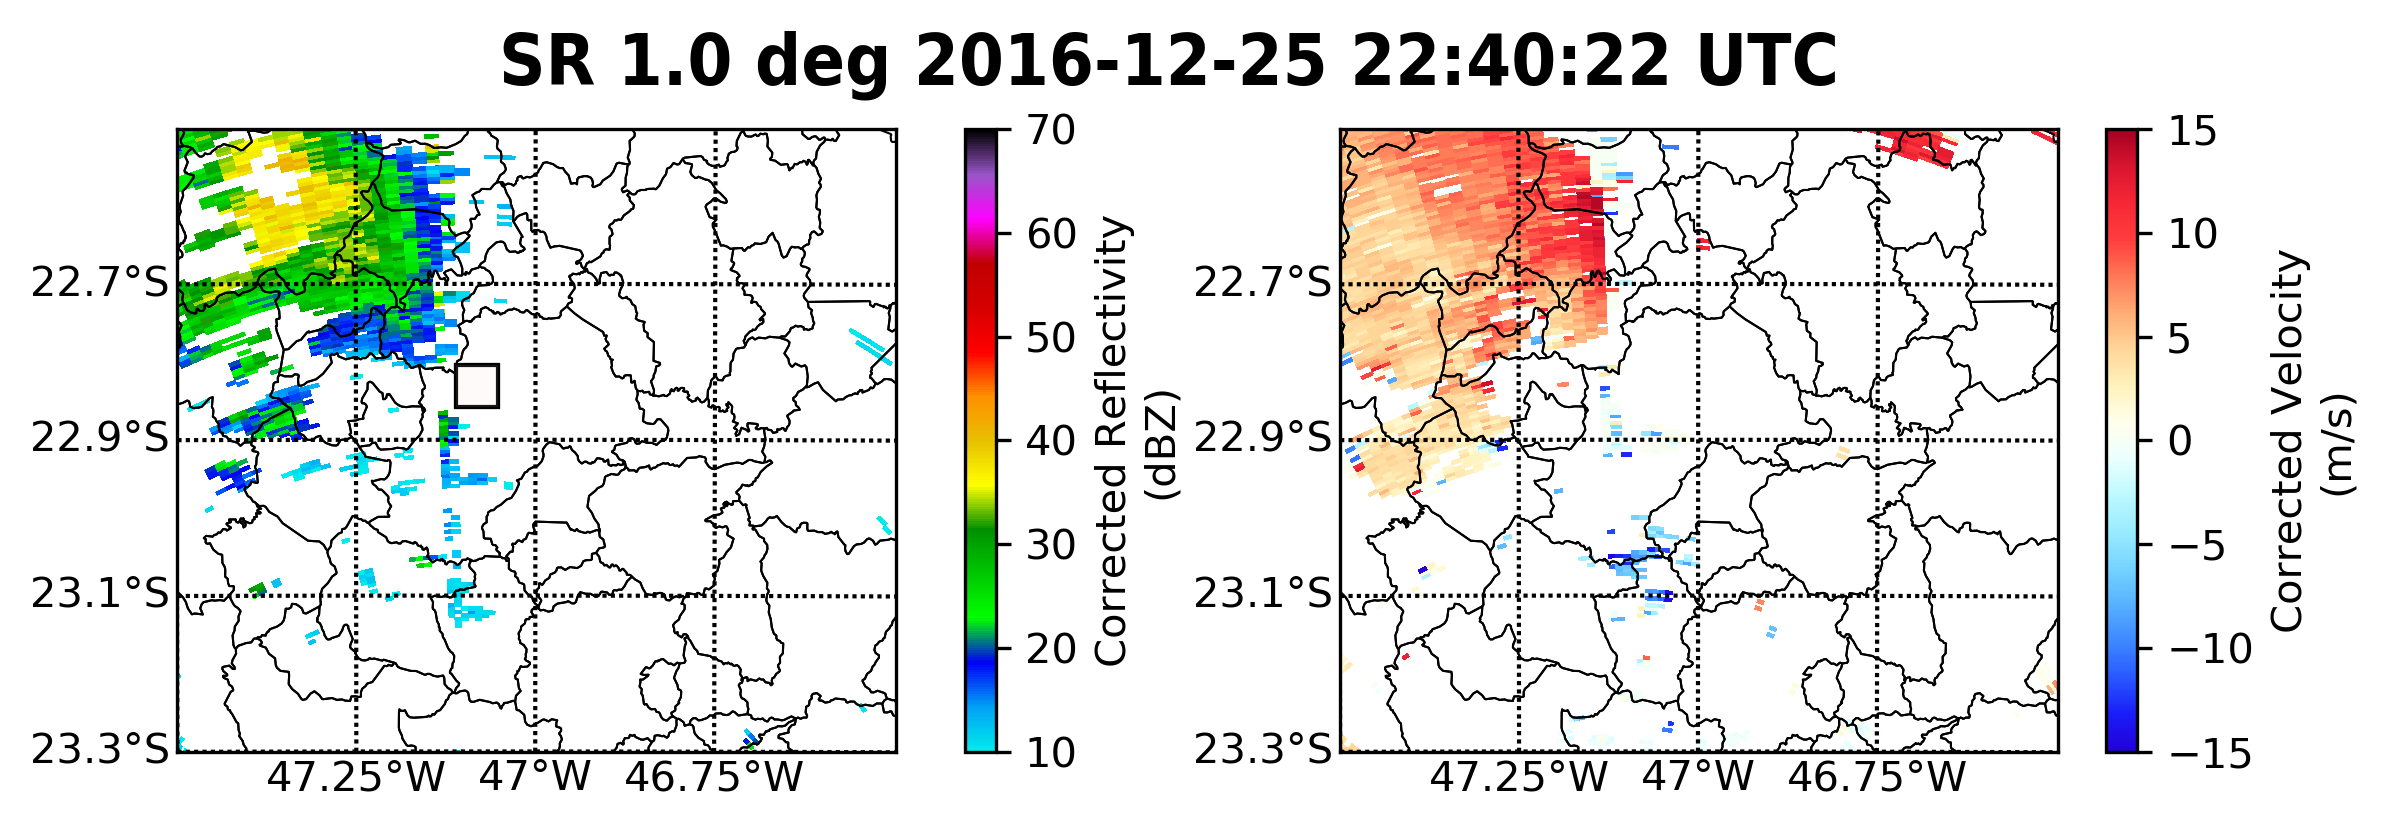 SR 1.0 deg 2016-12-25 22:40:22 UTC
22.7°S
22.9°S
23.1°S
23.3°S
47.25°W
47°W
46.75°W
70
60
50
40
30
20
10
Corrected Reflectivity
(dBZ)
22.7°S
22.9°S
23.1°S
23.3°S
47.25°W
47°W
46.75°W
15
10
5
0
−5
−10
−15
Corrected Velocity
(m/s)